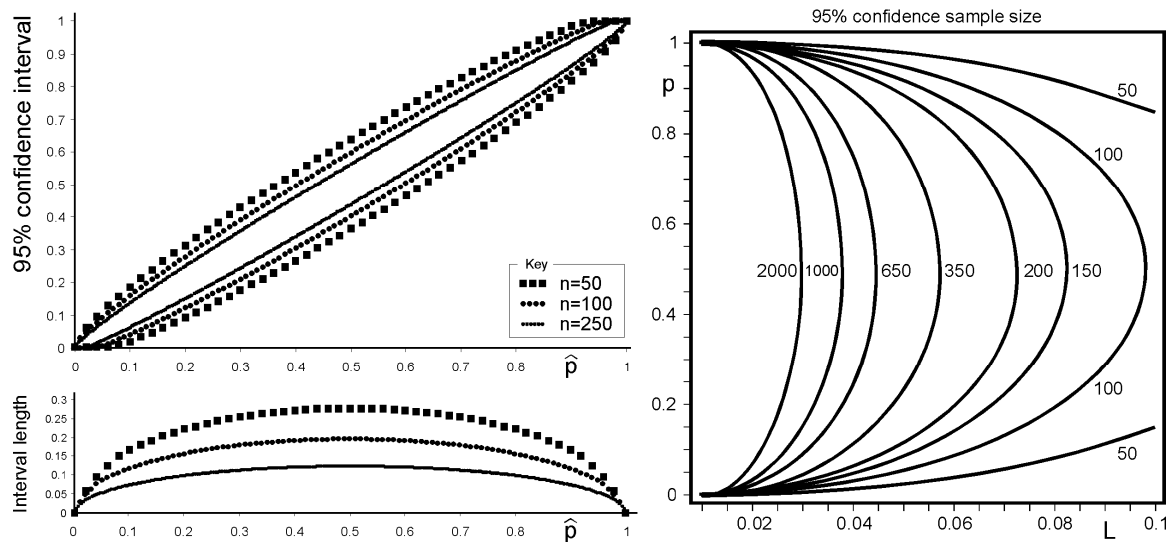 95% confidence interval
1
0.9
0.8
0.7
0.6
0.5
0.4
0.3
0.2
0.1
0
Key
n=50
n=100
n=250
0 0.1 0.2 0.3 0.4 0.5 0.6 0.7 0.8 p̂ 1
Interval length
0.3
0.25
0.2
0.15
0.1
0.05
0
0 0.1 0.2 0.3 0.4 0.5 0.6 0.7 0.8 p̂ 1
95% confidence sample size
1
p
0.8
0.6
0.4
0.2
0
50
100
2000 1000 650 350 200 150
100
50
0.02 0.04 0.06 0.08 L 0.1